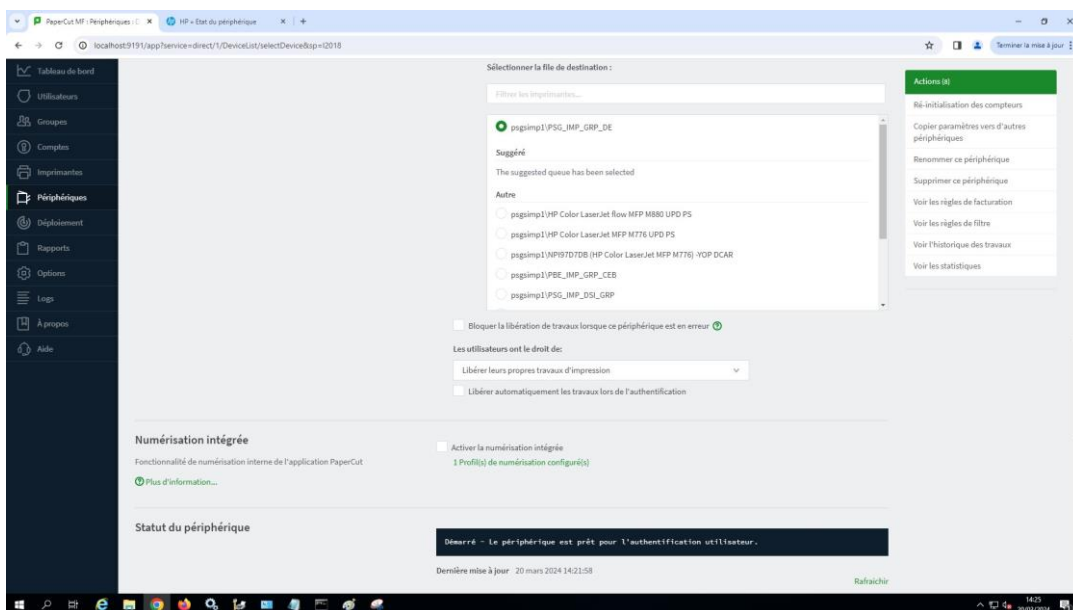 PaperCut MF : Périphériques : D
HP - État du périphérique
localhost:9191/app?service=direct/1/DeviceList/selectDevice&sp=l2018
Terminer la mise à jour
Tableau de bord
Utilisateurs
Groupes
Comptes
Imprimantes
Périphériques
Déploiement
Rapports
Options
Logs
À propos
Aide
Sélectionner la file de destination :
Filtrer les imprimantes...
psgsimp1\PSG_IMP_GRP_DE
Suggéré
The suggested queue has been selected
Autre
psgsimp1\HP Color LaserJet flow MFP M880 UPD PS
psgsimp1\HP Color LaserJet MFP M776 UPD PS
psgsimp1\NPI97D7DB (HP Color LaserJet MFP M776) -YOP DCAR
psgsimp1\PBE_IMP_GRP_CEB
psgsimp1\PSG_IMP_DSI_GRP
Bloquer la libération de travaux lorsque ce périphérique est en erreur
Les utilisateurs ont le droit de:
Libérer leurs propres travaux d'impression
Libérer automatiquement les travaux lors de l'authentification
Numérisation intégrée
Fonctionnalité de numérisation interne de l'application PaperCut
Plus d'information...
Activer la numérisation intégrée
1 Profil(s) de numérisation configuré(s)
Statut du périphérique
Démarré - Le périphérique est prêt pour l'authentification utilisateur.
Dernière mise à jour 20 mars 2024 14:21:58
Rafraichir
Actions (8)
Ré-initialisation des compteurs
Copier paramètres vers d'autres
périphériques
Renommer ce périphérique
Supprimer ce périphérique
Voir les règles de facturation
Voir les règles de filtre
Voir l'historique des travaux
Voir les statistiques
14:25
20/03/2024